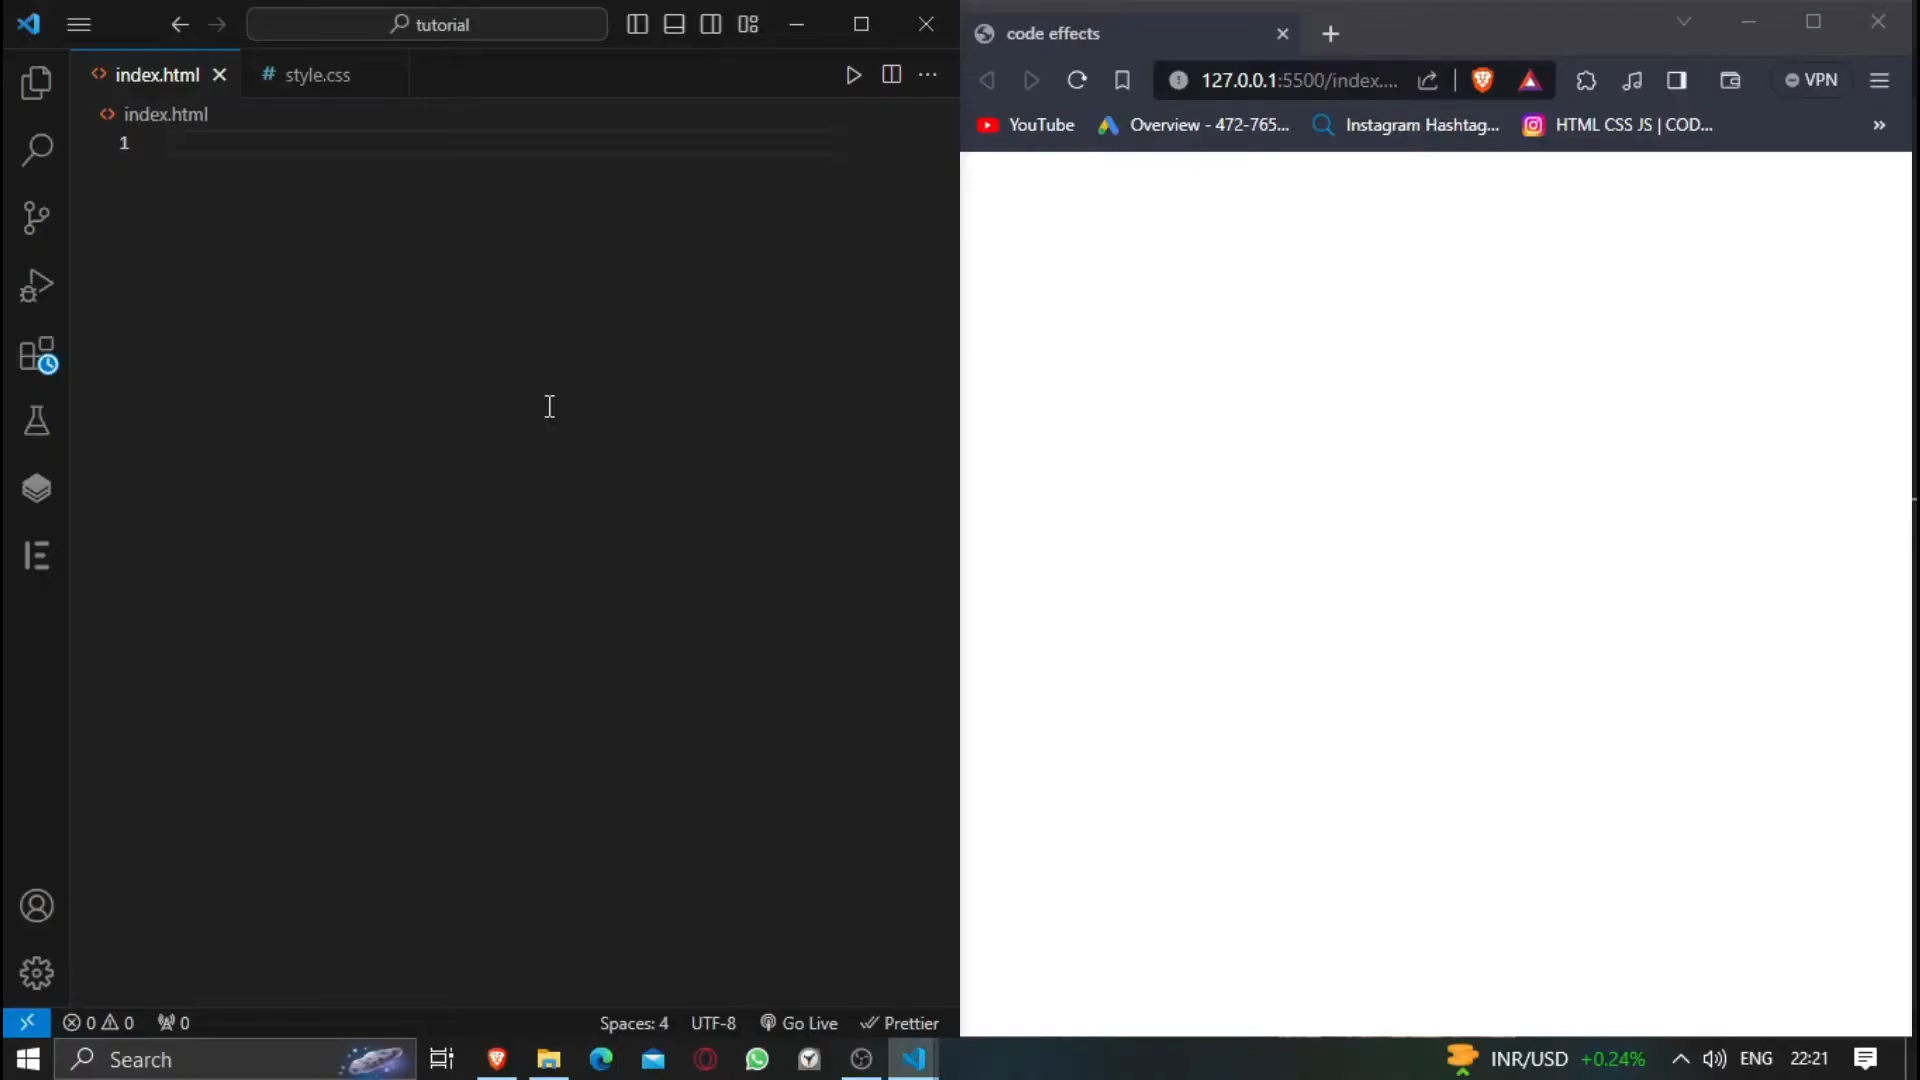 tutorial
index.html
style.css
index.html
1
0 0 0
Spaces: 4 UTF-8 Go Live Prettier
code effects
127.0.0.1:5500/index.... VPN
YouTube Overview - 472-765... Instagram Hashtag... HTML CSS JS | COD... »
Search
INR/USD +0.24% ENG 22:21